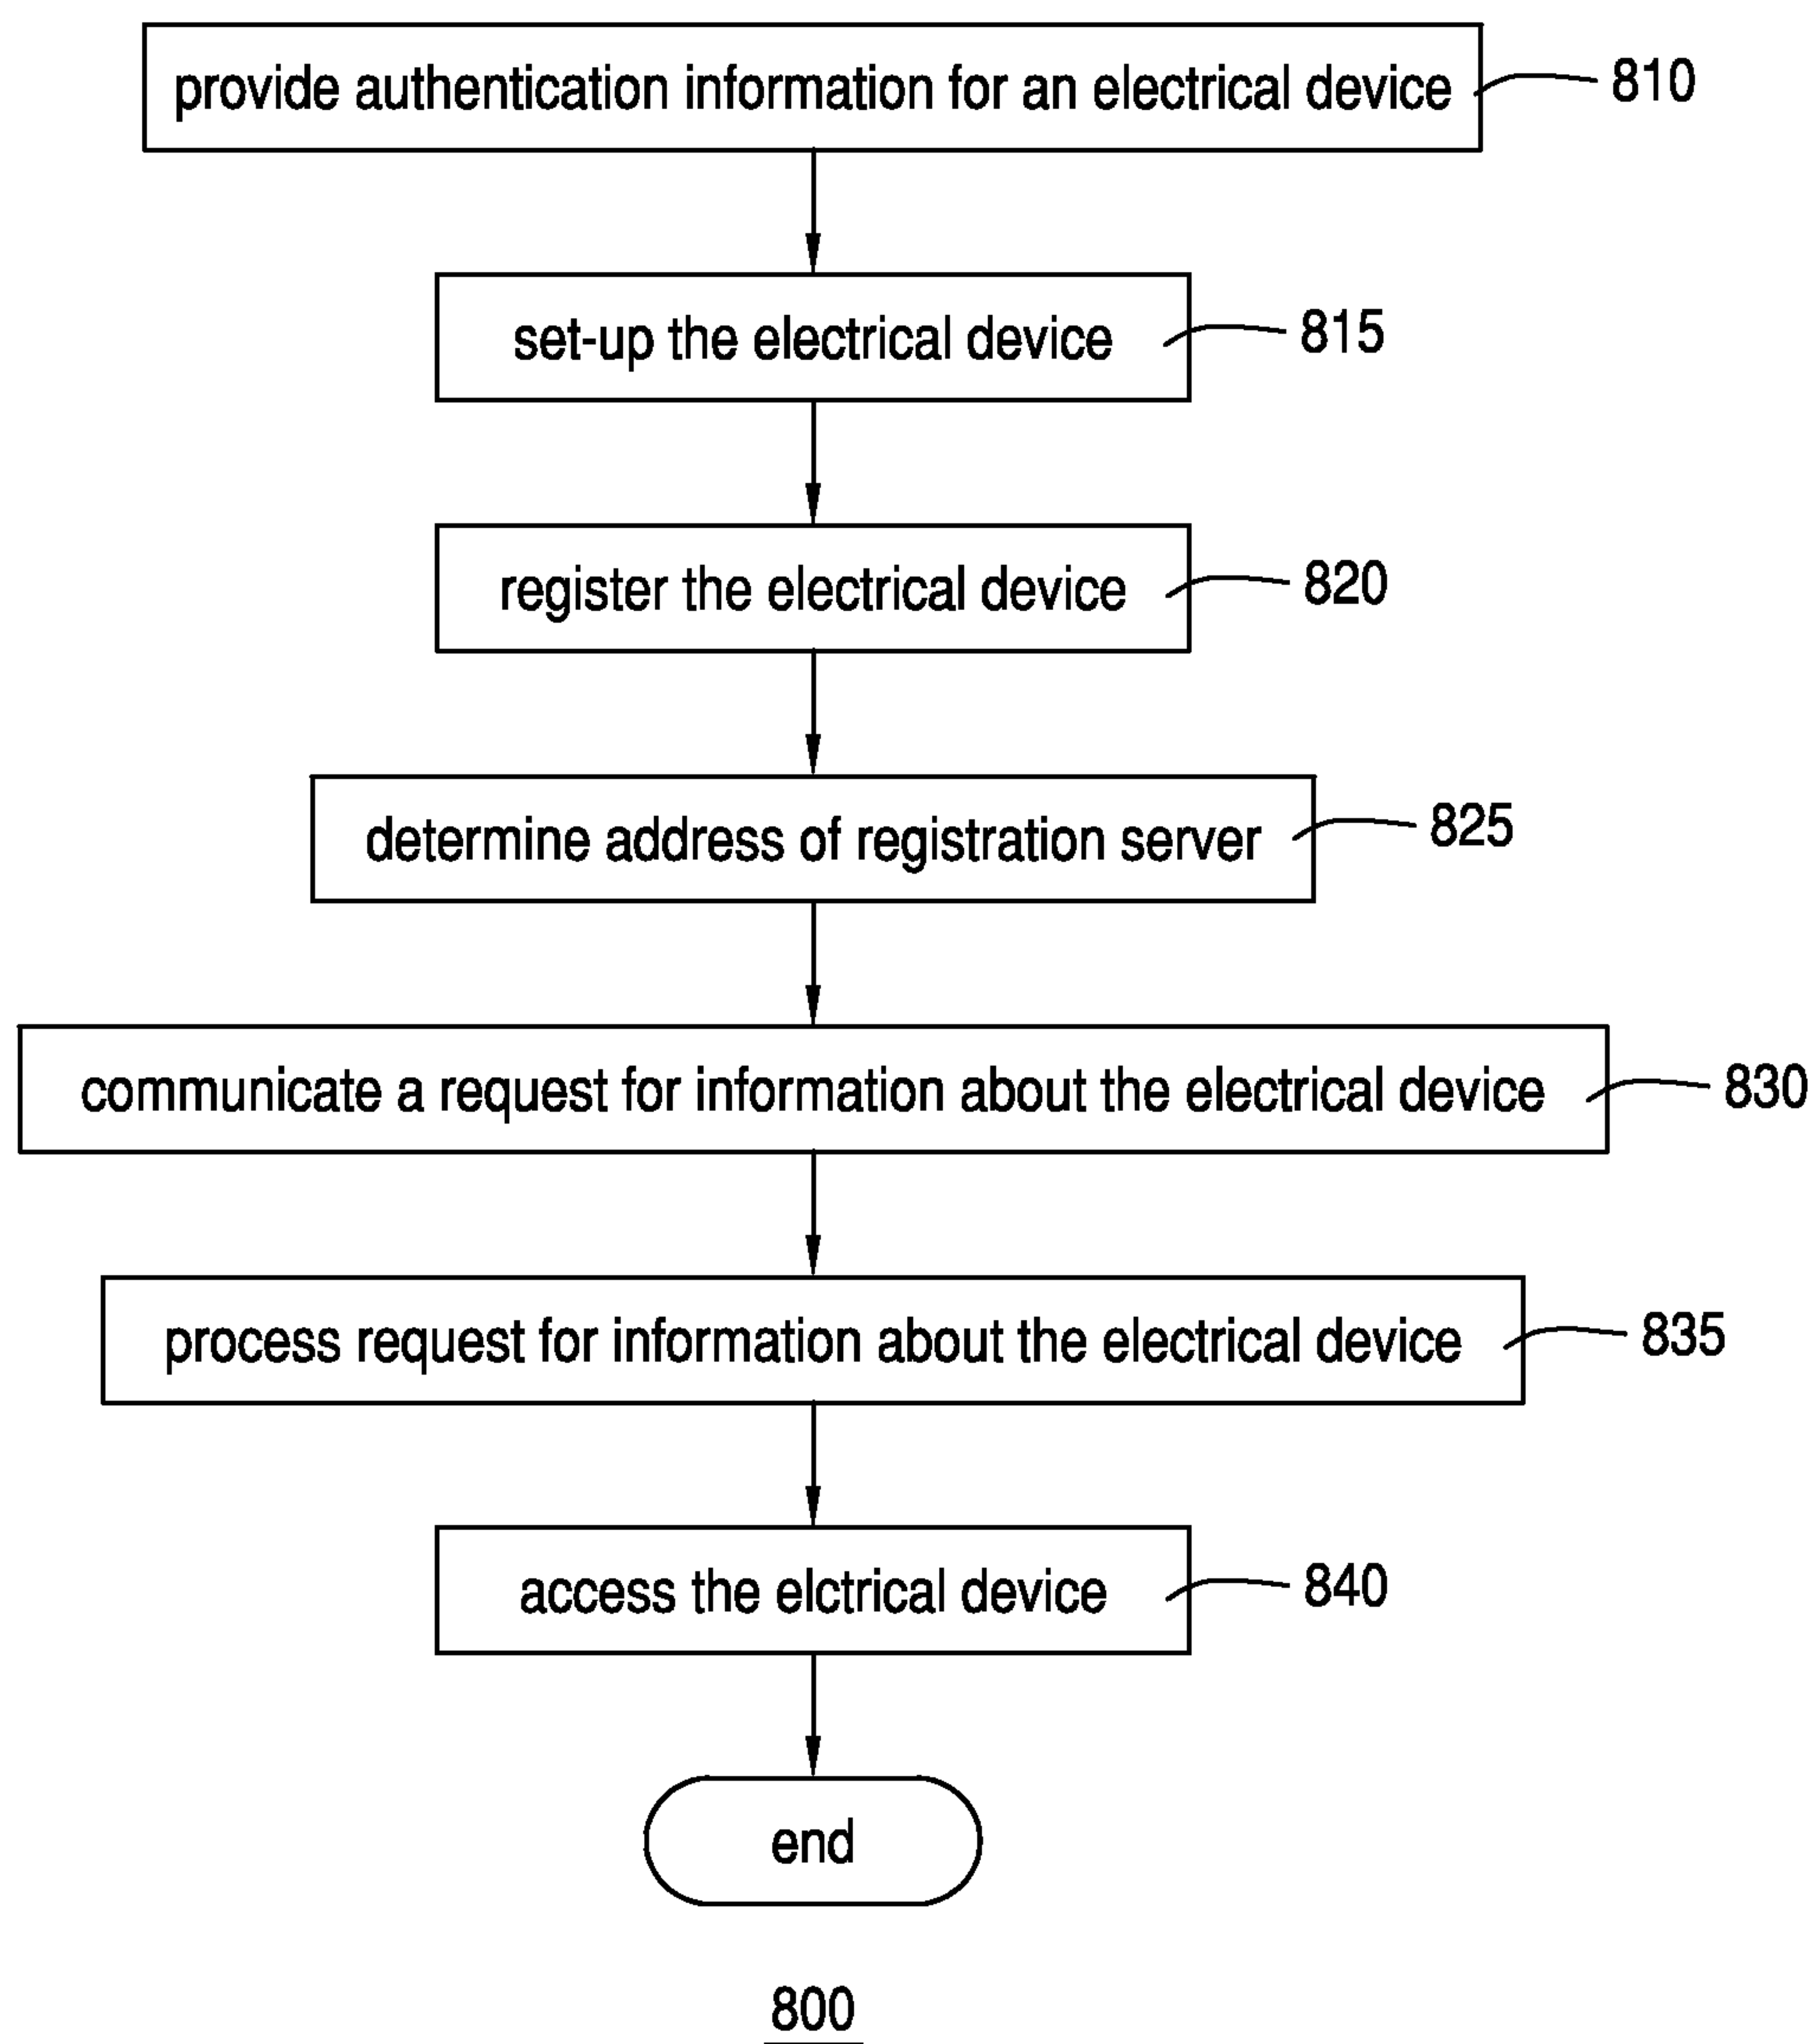 provide authentication information for an electrical device 810
set-up the electrical device 815
register the electrical device 820
determine address of registration server 825
communicate a request for information about the electrical device 830
process request for information about the electrical device 835
access the elctrical device 840
end
800